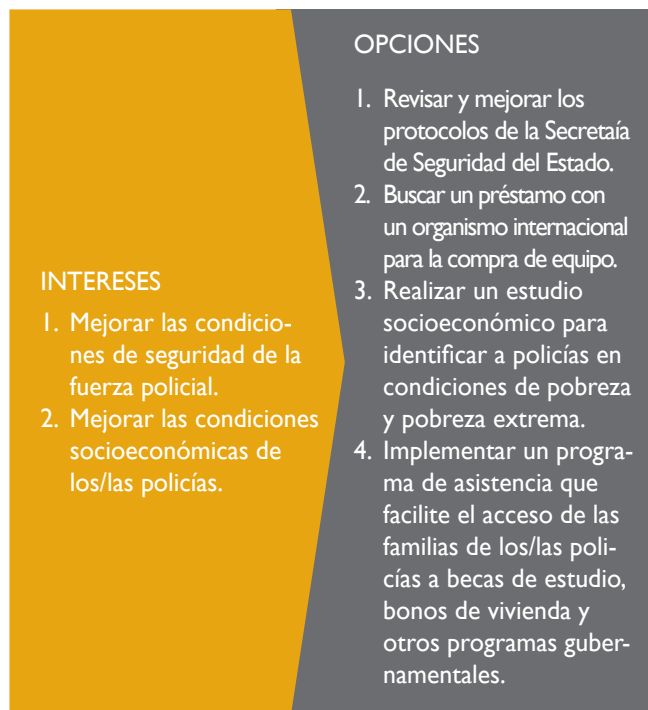 INTERESES
1. Mejorar las condicio-
nes de seguridad de la
fuerza policial.
2. Mejorar las condiciones
socioeconómicas de
los/las policías.
OPCIONES
1. Revisar y mejorar los
protocolos de la Secretaía
de Seguridad del Estado.
2. Buscar un préstamo con
un organismo internacional
para la compra de equipo.
3. Realizar un estudio
socioeconómico para
identificar a policías en
condiciones de pobreza
y pobreza extrema.
4. Implementar un progra-
ma de asistencia que
facilite el acceso de las
familias de los/las poli-
cías a becas de estudio,
bonos de vivienda y
otros programas guber-
namentales.